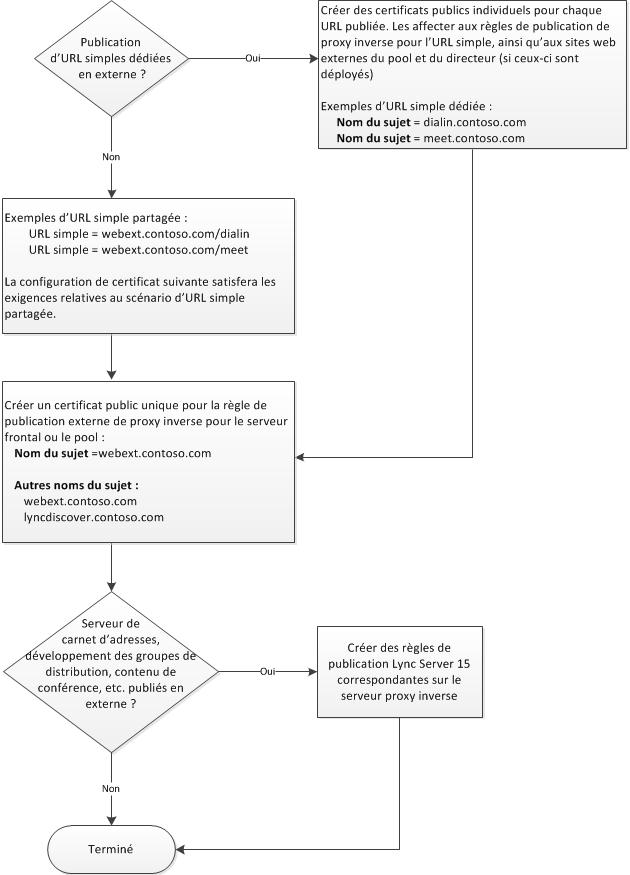 Publication
d'URL simples dédiées
en externe ?
Oui
Créer des certificats publics individuels pour chaque
URL publiée. Les affecter aux règles de publication de
proxy inverse pour l'URL simple, ainsi qu'aux sites web
externes du pool et du directeur (si ceux-ci sont
déployés)
Exemples d'URL simple dédiée :
Nom du sujet = dialin.contoso.com
Nom du sujet = meet.contoso.com
Non
Exemples d'URL simple partagée :
URL simple = webext.contoso.com/dialin
URL simple = webext.contoso.com/meet
La configuration de certificat suivante satisfera les
exigences relatives au scénario d'URL simple
partagée.
Créer un certificat public unique pour la règle de
publication externe de proxy inverse pour le serveur
frontal ou le pool :
Nom du sujet =webext.contoso.com
Autres noms du sujet :
webext.contoso.com
lyncdiscover.contoso.com
Serveur de
carnet d'adresses,
développement des groupes de
distribution, contenu de
conférence, etc. publiés en
externe ?
Oui
Créer des règles de
publication Lync Server 15
correspondantes sur le
serveur proxy inverse
Non
Terminé